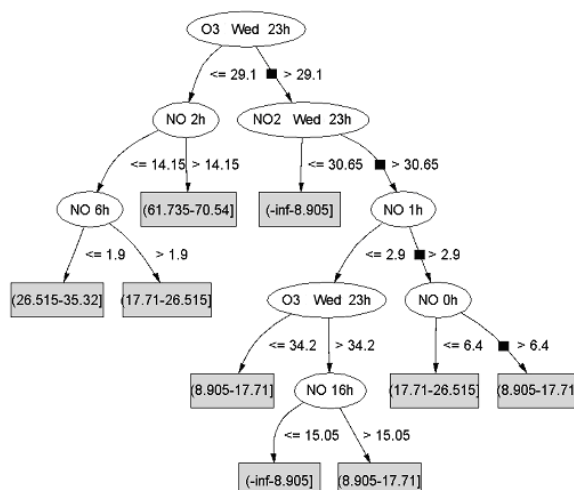 O3 Wed 23h
<= 29.1 > 29.1
NO 2h NO2 Wed 23h
<= 14.15 > 14.15 <= 30.65 > 30.65
NO 6h (61.735-70.54] (-inf-8.905] NO 1h
<= 1.9 > 1.9 <= 2.9 > 2.9
(26.515-35.32] (17.71-26.515] O3 Wed 23h NO 0h
<= 34.2 > 34.2 <= 6.4 > 6.4
(8.905-17.71] NO 16h (17.71-26.515] (8.905-17.71
<= 15.05 > 15.05
(-inf-8.905] (8.905-17.71]